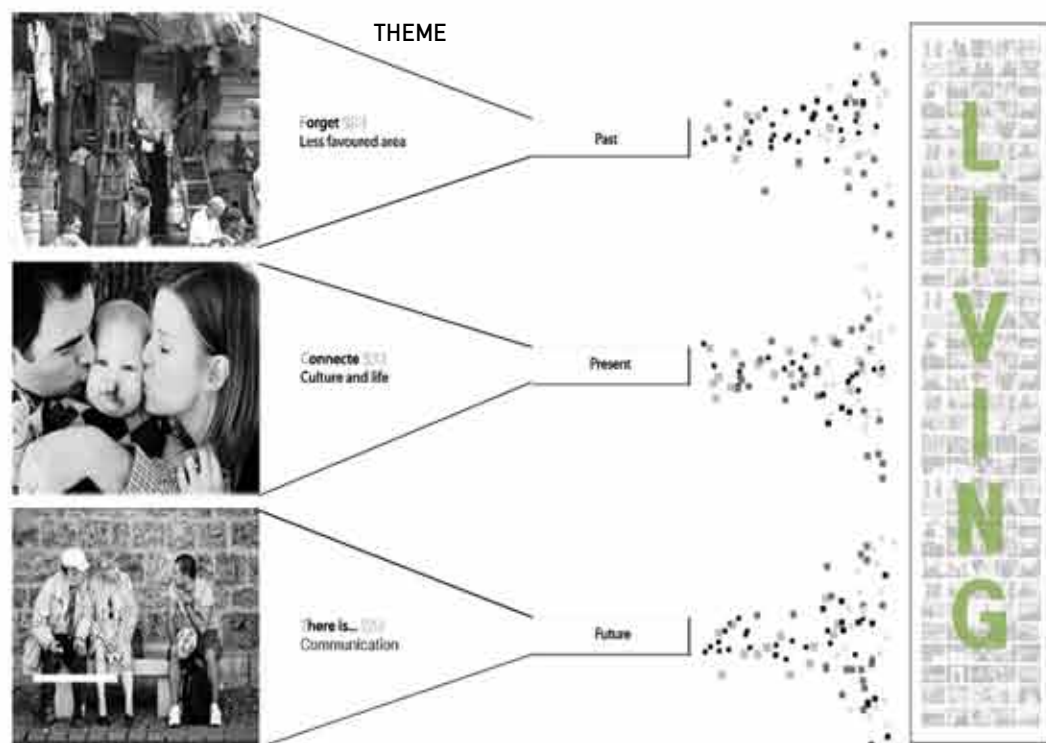 THEME
Forget
Less favoured area
Past
Connecte
Culture and life
Present
There is...
Communication
Future
LIVING